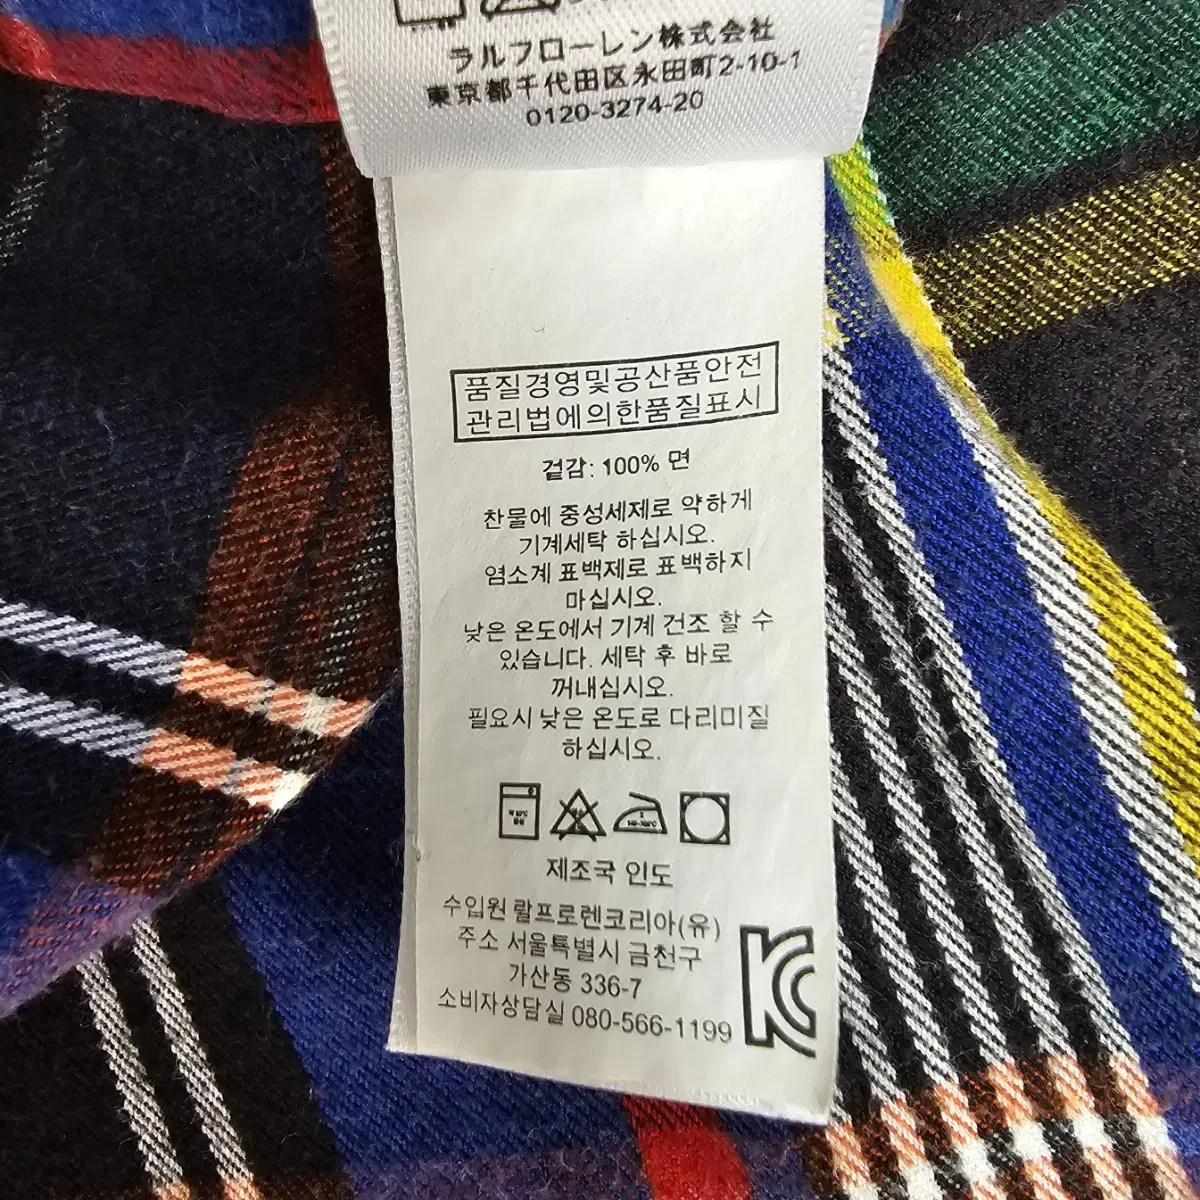 ラルフローレン株式会社
東京都千代田区永田町2-10-1
0120-3274-20
품질경영및공산품안전
관리법에의한품질표시
겉감: 100% 면
찬물에 중성세제로 약하게
기계세탁 하십시오.
염소계 표백제로 표백하지
마십시오.
낮은 온도에서 기계 건조 할 수
있습니다. 세탁 후 바로
꺼내십시오.
필요시 낮은 온도로 다리미질
하십시오.
제조국 인도
수입원 랄프로렌코리아(유)
주소 서울특별시 금천구
가산동 336-7
소비자상담실 080-566-1199